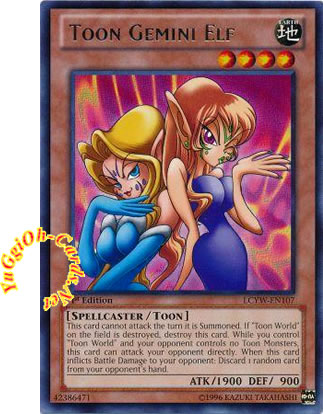 TOON GEMINI ELF
EARTH
地
YuGgiOh-Cards.Net
1st Edition
LCYW-EN107
[SPELLCASTER / TOON]
This card cannot attack the turn it is Summoned. If "Toon World"
on the field is destroyed, destroy this card. While you control
"Toon World" and your opponent controls no Toon Monsters,
this card can attack your opponent directly. When this card
inflicts Battle Damage to your opponent: Discard 1 random card
from your opponent's hand.
ATK/1900 DEF/ 900
42386471
©1996 KAZUKI TAKAHASHI